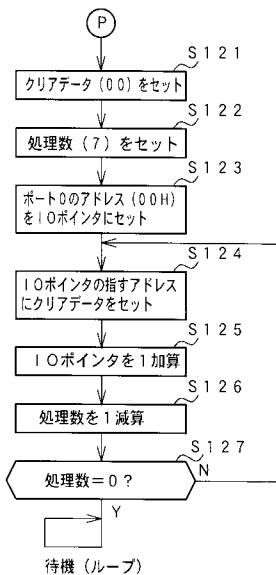 P
S121
クリアデータ(00)をセット
S122
処理数(7)をセット
S123
ポート0のアドレス(00H)
をIOポインタにセット
S124
IOポインタの指すアドレス
にクリアデータをセット
S125
IOポインタを1加算
S126
処理数を1減算
S127
処理数=0?
N
Y
待機(ループ)